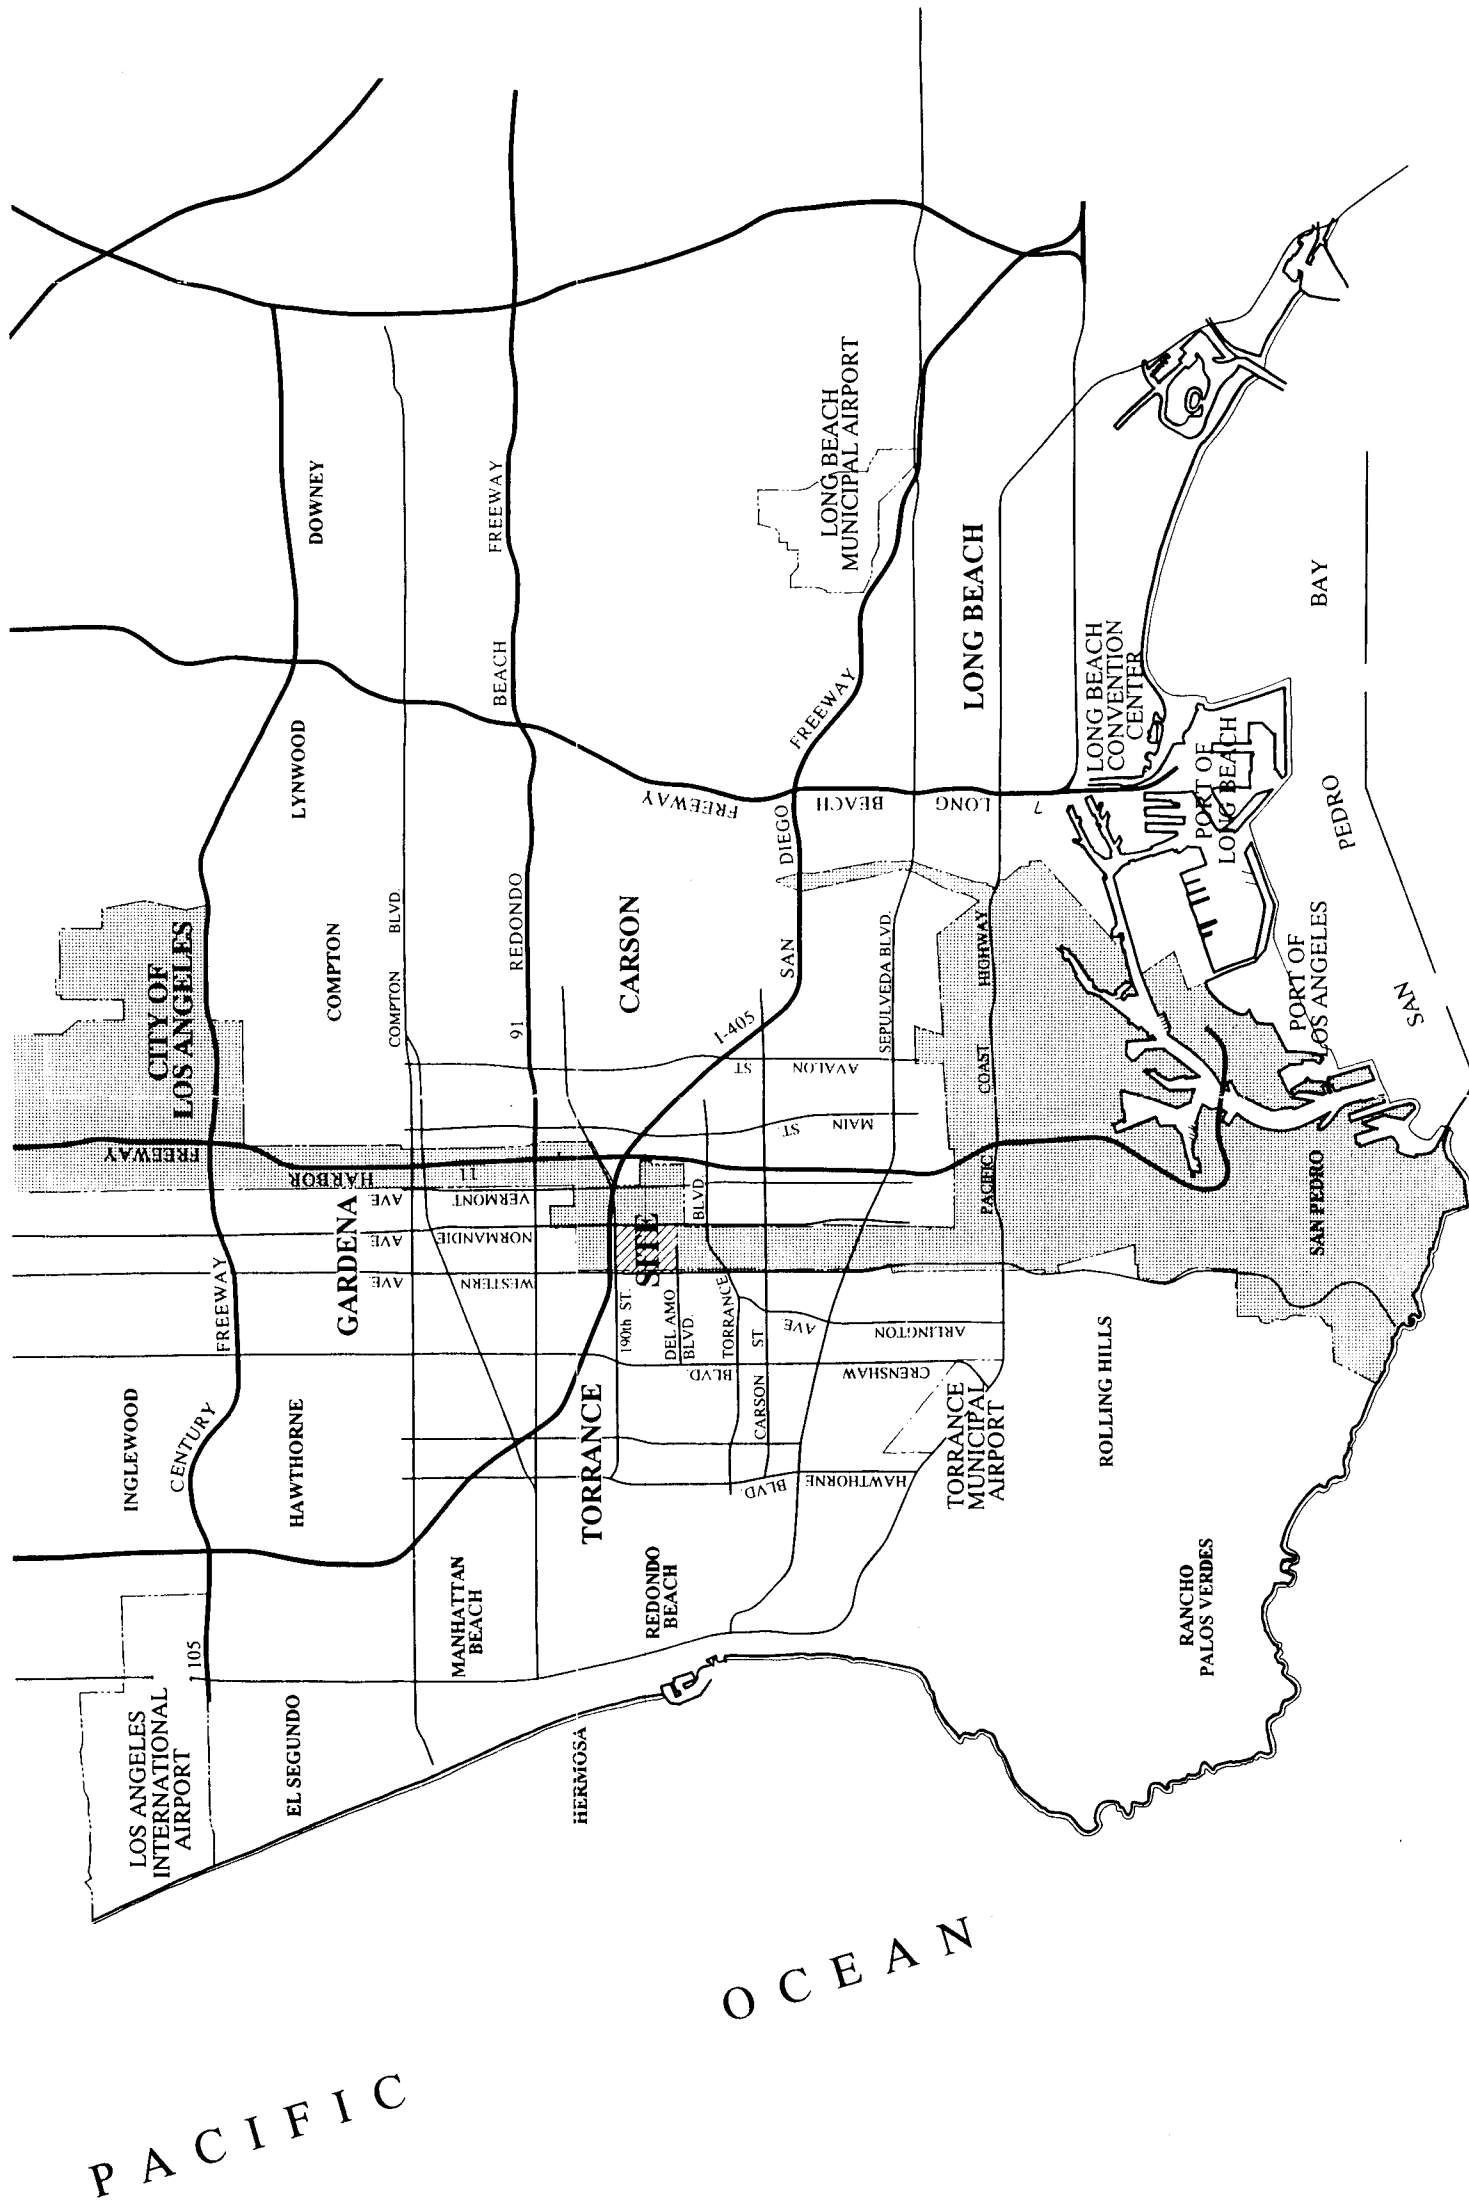 LOS ANGELES
INTERNATIONAL
AIRPORT
105
INGLEWOOD
CENTURY
FREEWAY
FREEWAY
CITY OF
LOS ANGELES
EL SEGUNDO
HAWTHORNE
GARDENA
HARBOR
COMPTON
LYNWOOD
DOWNEY
AVE
AVE
AVE
COMPTON
BLVD.
MANHATTAN
BEACH
WESTERN
NORMANDIE
VERMONT
11
11
91
REDONDO
BEACH
FREEWAY
HERMOSA
TORRANCE
190th ST.
SITE
CARSON
REDONDO
BEACH
DEL AMO
BLVD.
BLVD.
TORRANCE
BLVD.
I-405
FREEWAY
CARSON
ST
ST
BLVD.
AVE
ST
SAN
DIEGO
FREEWAY
HAWTHORNE
CRENSHAW
ARLINGTON
MAIN
AVALON
SEPULVEDA BLVD.
BEACH
LONG
7
LONG BEACH
MUNICIPAL AIRPORT
TORRANCE
MUNICIPAL
AIRPORT
PACIFIC
COAST
HIGHWAY
LONG BEACH
ROLLING HILLS
LONG BEACH
CONVENTION
CENTER
RANCHO
PALOS VERDES
PORT OF
LONG BEACH
SAN PEDRO
PORT OF
LOS ANGELES
SAN
PEDRO
BAY
PACIFIC
OCEAN